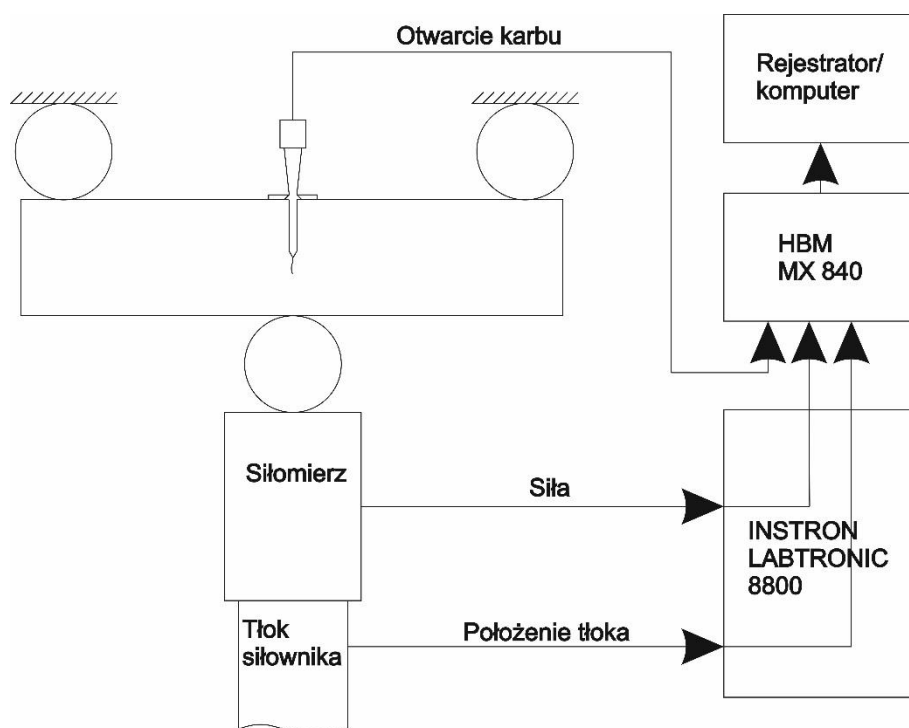 Otwarcie karbu
Rejestrator/
komputer
HBM
MX 840
Siłomierz
Siła
INSTRON
LABTRONIC
8800
Tłok
siłownika
Położenie tłoka